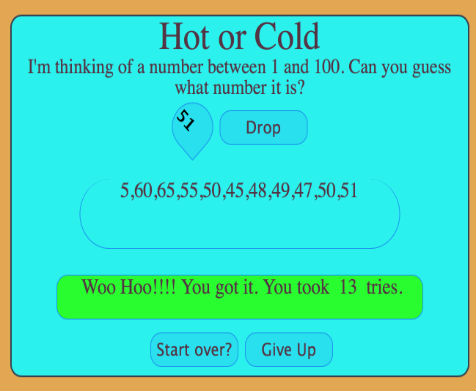 Hot or Cold
I'm thinking of a number between 1 and 100. Can you guess
what number it is?
51
Drop
5,60,65,55,50,45,48,49,47,50,51
Woo Hoo!!!! You got it. You took 13 tries.
Start over?
Give Up